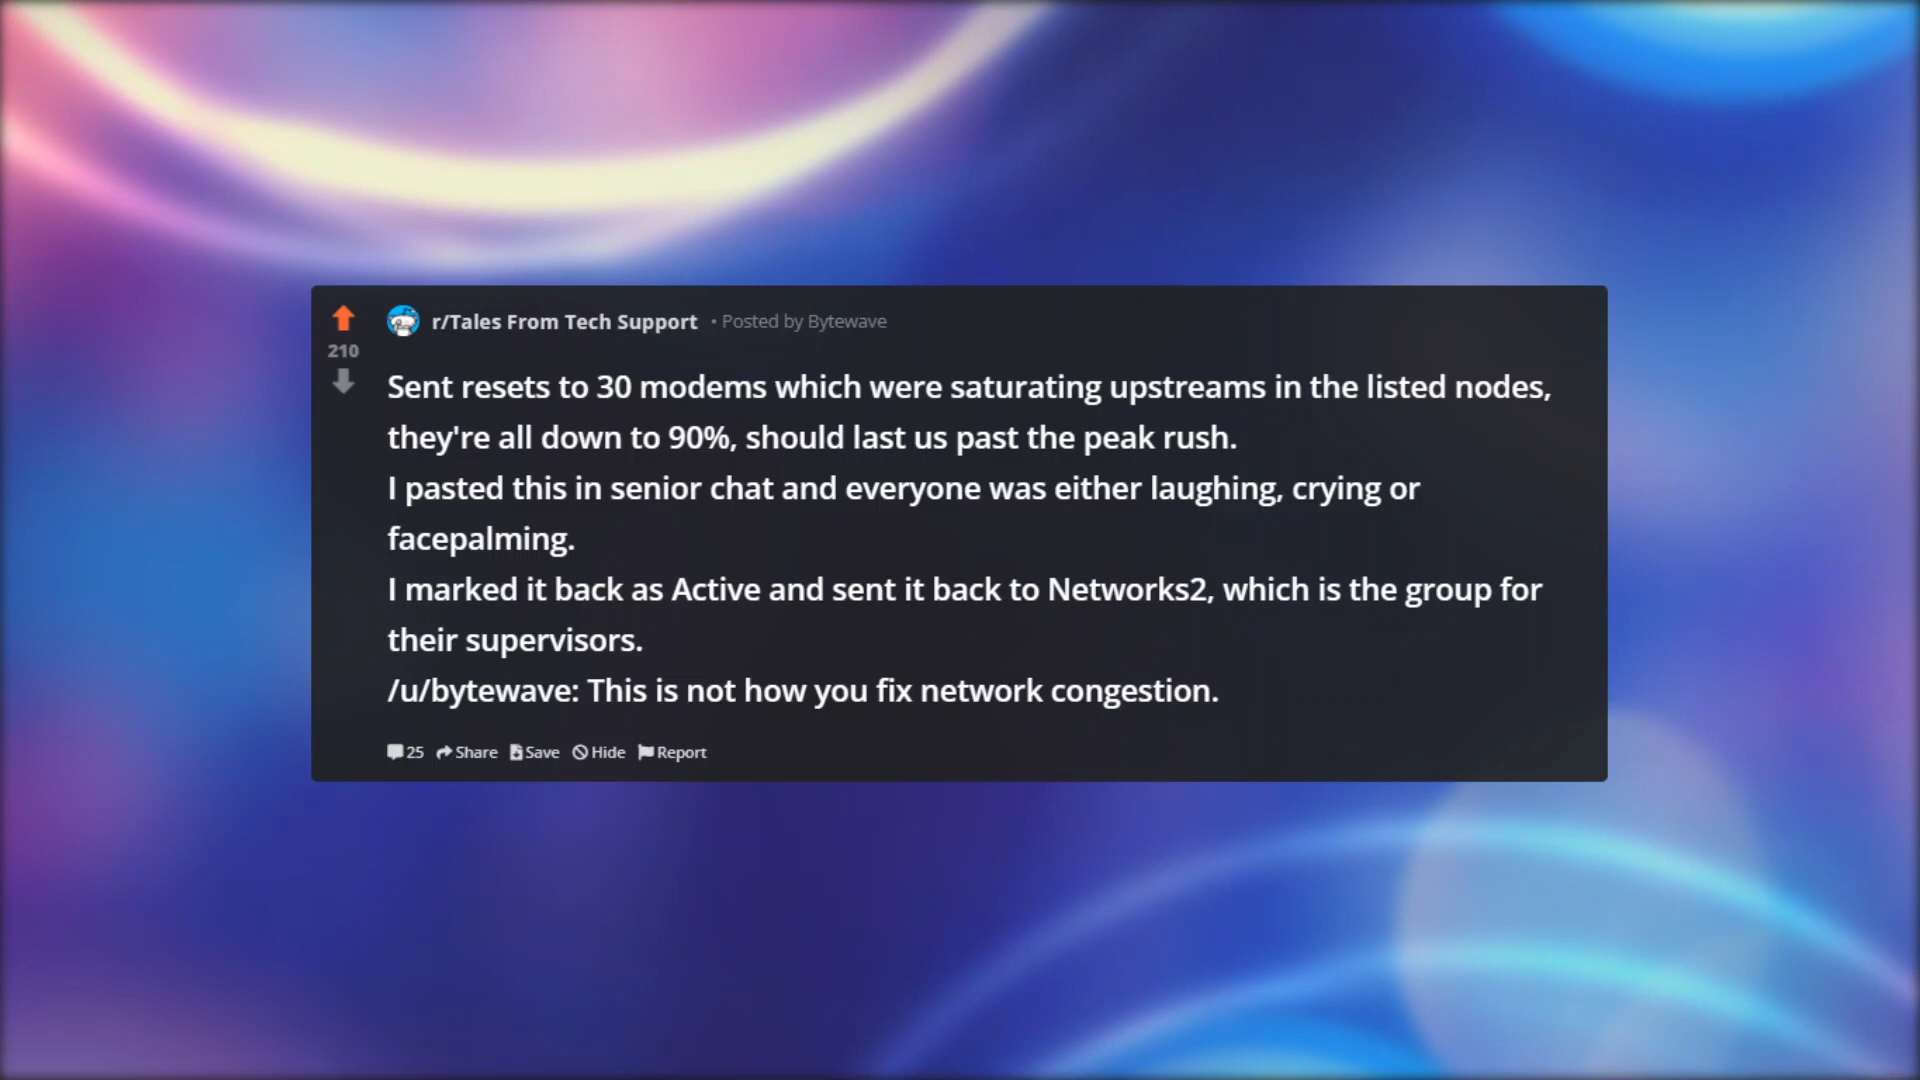 r/Tales From Tech Support • Posted by Bytewave
210
Sent resets to 30 modems which were saturating upstreams in the listed nodes,
they're all down to 90%, should last us past the peak rush.
I pasted this in senior chat and everyone was either laughing, crying or
facepalming.
I marked it back as Active and sent it back to Networks2, which is the group for
their supervisors.
/u/bytewave: This is not how you fix network congestion.
25 Share Save Hide Report